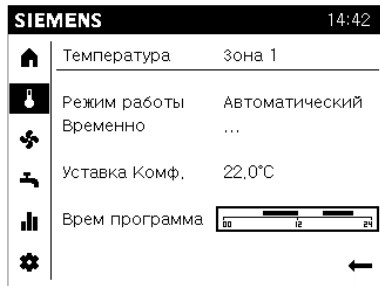 SIEMENS 14:42
Температура Зона 1
Режим работы Автоматический
Временно ...
Уставка Комф. 22,0°C
Врем программа 00 12 24